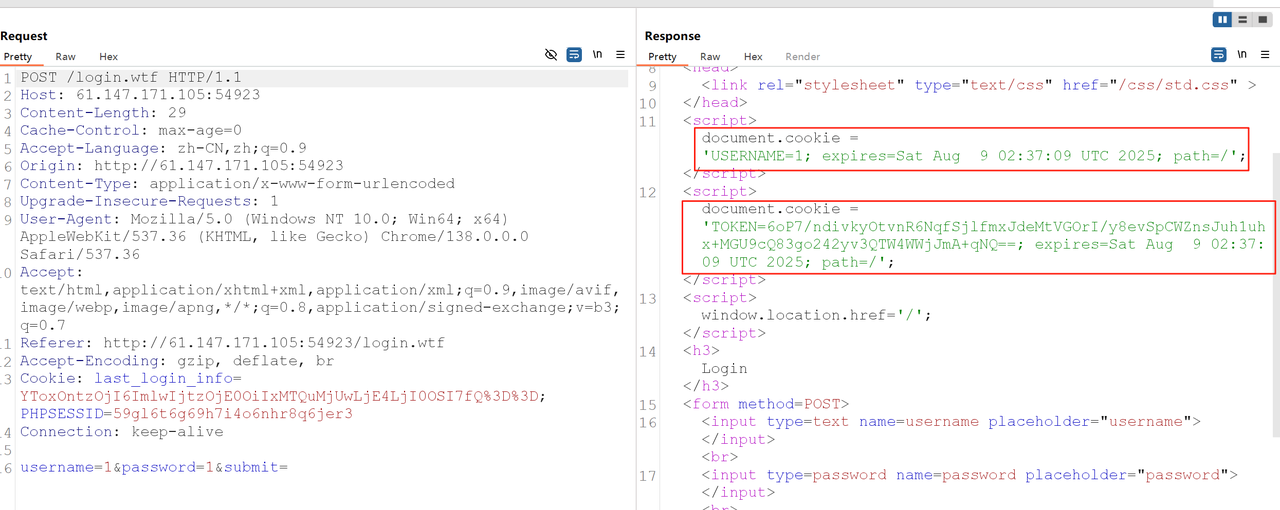 Request
Pretty Raw Hex \n
1 POST /login.wtf HTTP/1.1
2 Host: 61.147.171.105:54923
3 Content-Length: 29
4 Cache-Control: max-age=0
5 Accept-Language: zh-CN,zh;q=0.9
6 Origin: http://61.147.171.105:54923
7 Content-Type: application/x-www-form-urlencoded
8 Upgrade-Insecure-Requests: 1
9 User-Agent: Mozilla/5.0 (Windows NT 10.0; Win64; x64)
AppleWebKit/537.36 (KHTML, like Gecko) Chrome/138.0.0.0
Safari/537.36
0 Accept:
text/html,application/xhtml+xml,application/xml;q=0.9,image/avif,
image/webp,image/apng,*/*;q=0.8,application/signed-exchange;v=b3;
q=0.7
1 Referer: http://61.147.171.105:54923/login.wtf
2 Accept-Encoding: gzip, deflate, br
3 Cookie: last_login_info=
YToxOntzOjI6ImlwIjtzOjE0OiIxMTQuMjUwLjE4LjI0OSI7fQ%3D%3D;
PHPSESSID=59gl6t6g69h7i4o6nhr8q6jer3
4 Connection: keep-alive
5
6 username=1&password=1&submit=
Response
Pretty Raw Hex Render \n
8 <head>
9 <link rel="stylesheet" type="text/css" href="/css/std.css" >
10 </head>
11 <script>
document.cookie =
'USERNAME=1; expires=Sat Aug  9 02:37:09 UTC 2025; path=/';
</script>
12 <script>
document.cookie =
'TOKEN=6oP7/ndivkyOtvnR6NqfSjlfmxJdeMtVGOrI/y8evSpCWZnsJuh1uh
x+MGU9cQ83go242yv3QTW4WWjJmA+qNQ==; expires=Sat Aug  9 02:37:
09 UTC 2025; path=/';
</script>
13 <script>
window.location.href='/';
</script>
14 <h3>
Login
</h3>
15 <form method=POST>
16 <input type=text name=username placeholder="username">
</input>
<br>
17 <input type=password name=password placeholder="password">
</input>
<br>